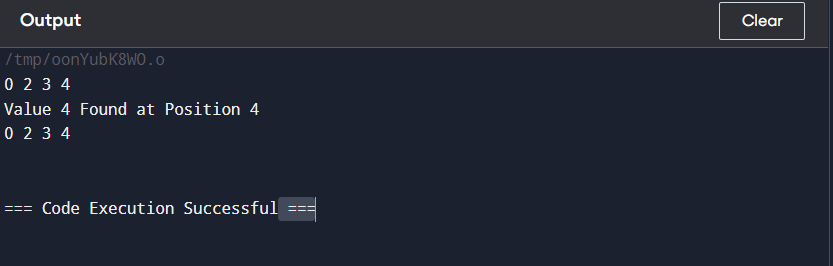 Output
Clear
/tmp/oonYubK8WO.o
0 2 3 4
Value 4 Found at Position 4
0 2 3 4
=== Code Execution Successful ===